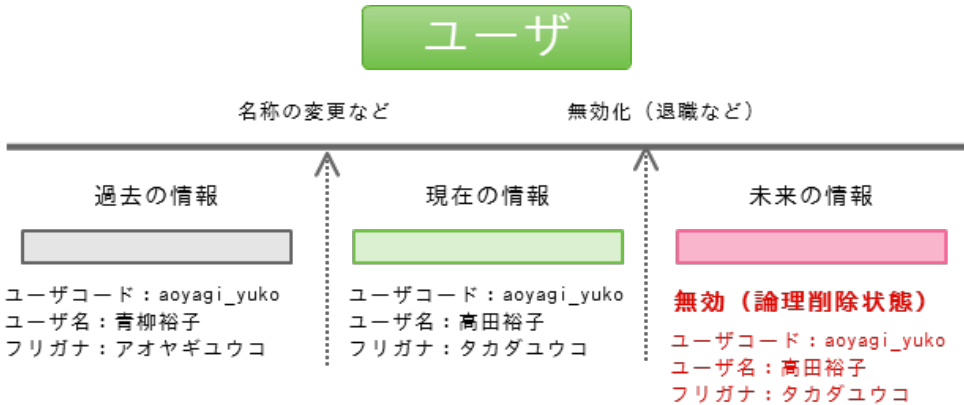 ユーザ
名称の変更など
無効化（退職など）
過去の情報
現在の情報
未来の情報
ユーザコード：aoyagi_yuko
ユーザ名：青柳裕子
フリガナ：アオヤギユウコ
ユーザコード：aoyagi_yuko
ユーザ名：高田裕子
フリガナ：タカダユウコ
無効（論理削除状態）
ユーザコード：aoyagi_yuko
ユーザ名：高田裕子
フリガナ：タカダユウコ